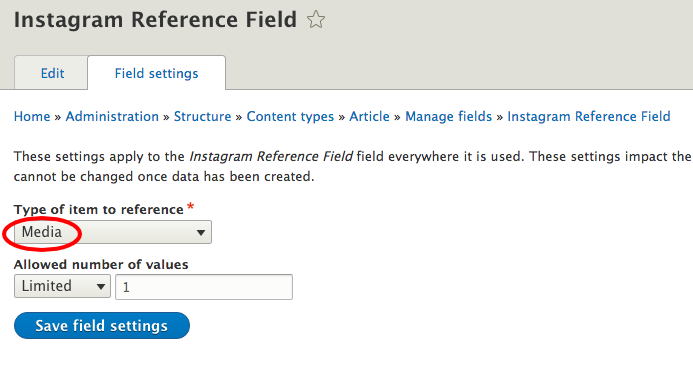 Instagram Reference Field
Edit
Field settings
Home » Administration » Structure » Content types » Article » Manage fields » Instagram Reference Field
These settings apply to the Instagram Reference Field field everywhere it is used. These settings impact the
cannot be changed once data has been created.
Type of item to reference *
Media
Allowed number of values
Limited
1
Save field settings